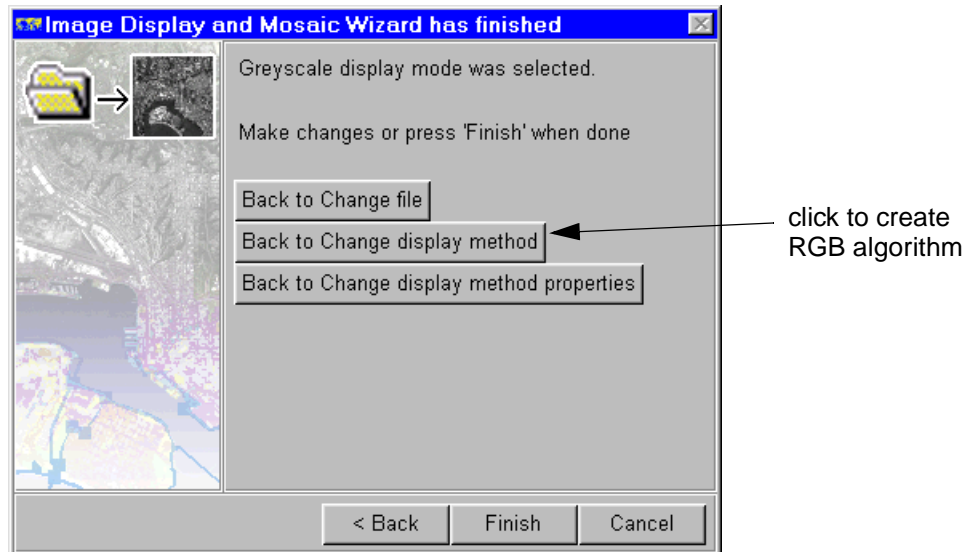 Image Display and Mosaic Wizard has finished
Greyscale display mode was selected.
Make changes or press 'Finish' when done
Back to Change file
Back to Change display method
click to create
RGB algorithm
Back to Change display method properties
< Back
Finish
Cancel